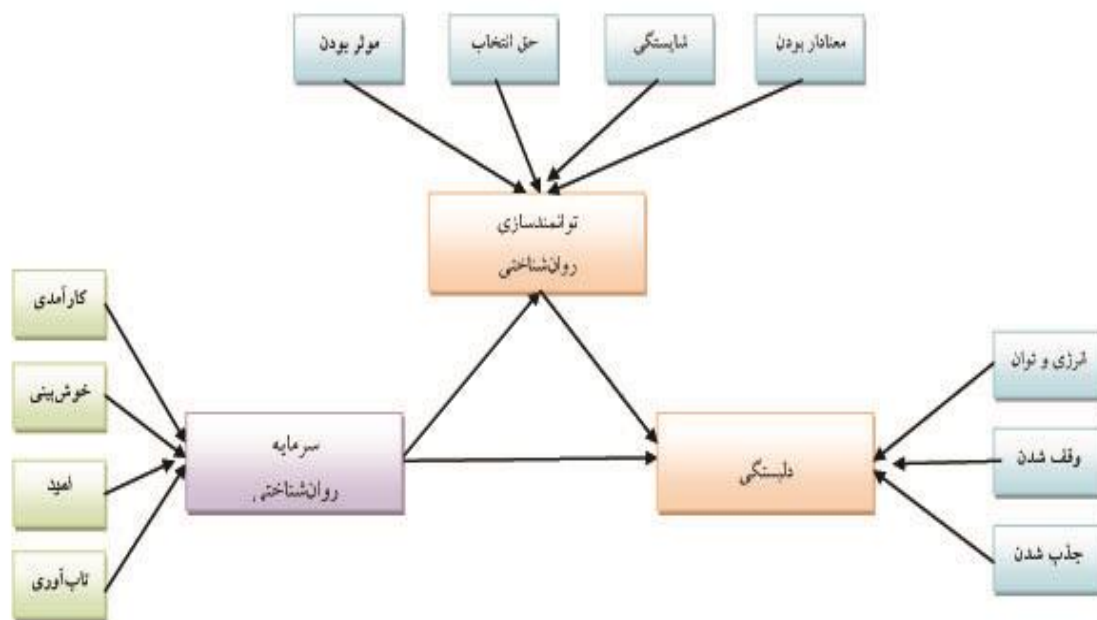 معنادار بودن
شایستگی
حق انتخاب
موثر بودن
توانمندسازی
روان‌شناختی
کارآمدی
خوش‌بینی
امید
تاب‌آوری
سرمایه
روان‌شناختی
دلبستگی
انرژی و توان
وقف شدن
جذب شدن